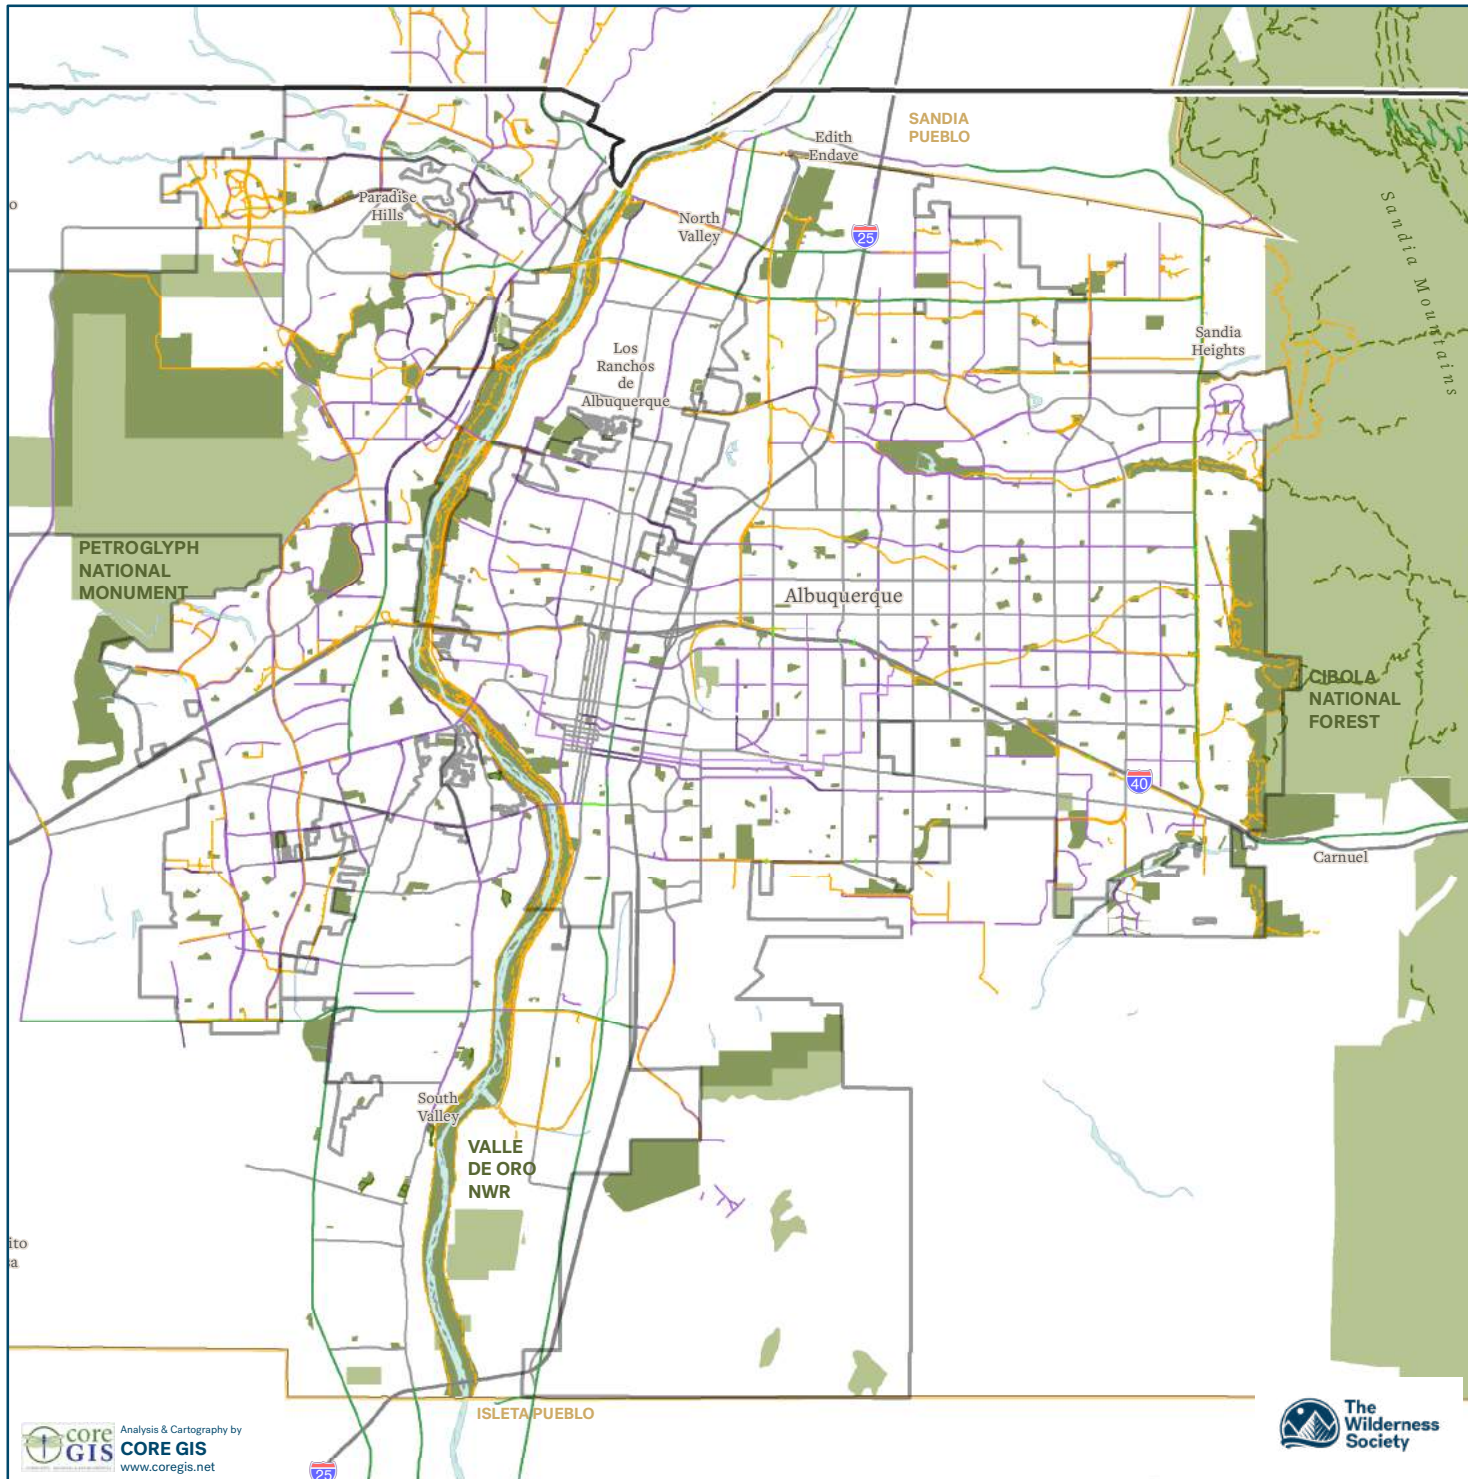 SANDIA
PUEBLO
Edith
Endave
Paradise
Hills
North
Valley
25
Sandia Mountains
o
Sandia
Heights
Los
Ranchos
de
Albuquerque
PETROGLYPH
NATIONAL
MONUMENT
Albuquerque
CIBOLA
NATIONAL
FOREST
40
Carnuel
South
Valley
VALLE
DE ORO
NWR
ito
a
ISLETA PUEBLO
core
GIS
Analysis & Cartography by
CORE GIS
www.coregis.net
25
The
Wilderness
Society